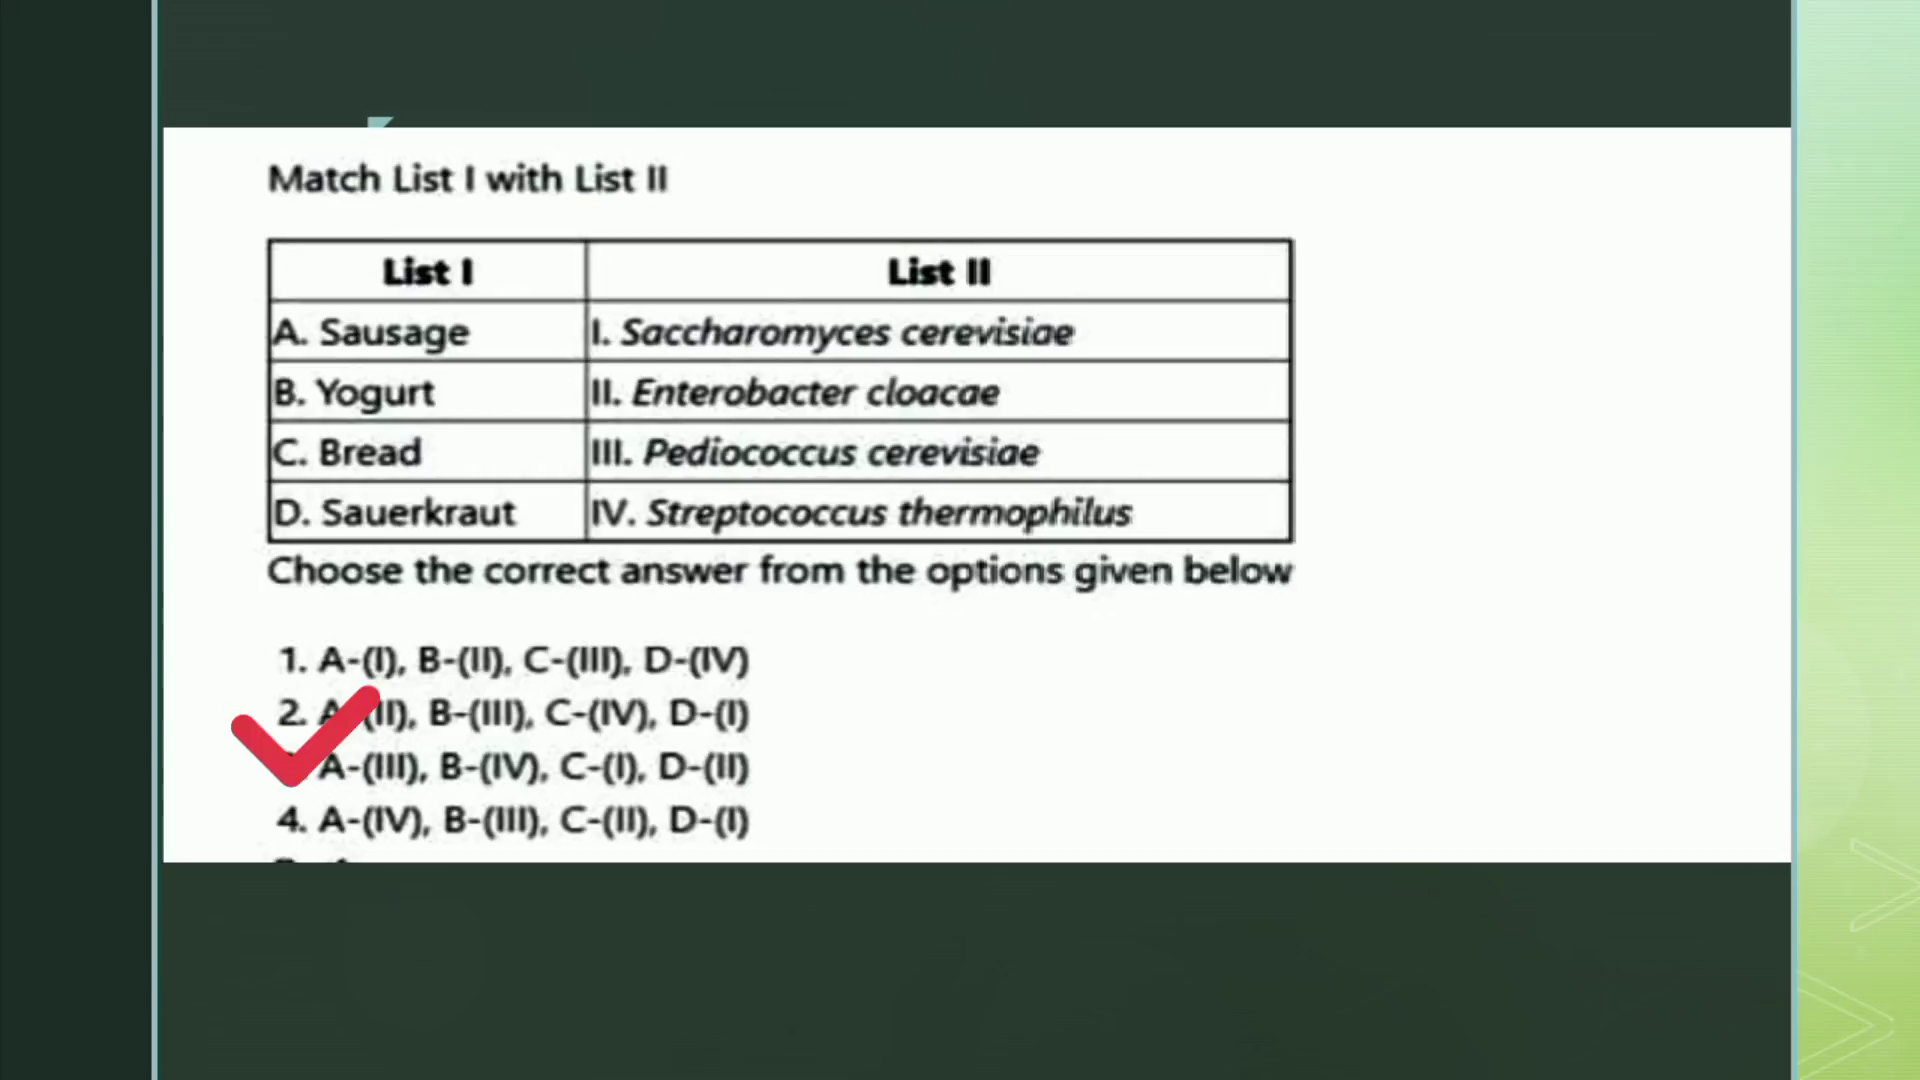 Match List I with List II
List I List II
A. Sausage I. Saccharomyces cerevisiae
B. Yogurt II. Enterobacter cloacae
C. Bread III. Pediococcus cerevisiae
D. Sauerkraut IV. Streptococcus thermophilus
Choose the correct answer from the options given below
1. A-(I), B-(II), C-(III), D-(IV)
2. A-(II), B-(III), C-(IV), D-(I)
A-(III), B-(IV), C-(I), D-(II)
4. A-(IV), B-(III), C-(II), D-(I)